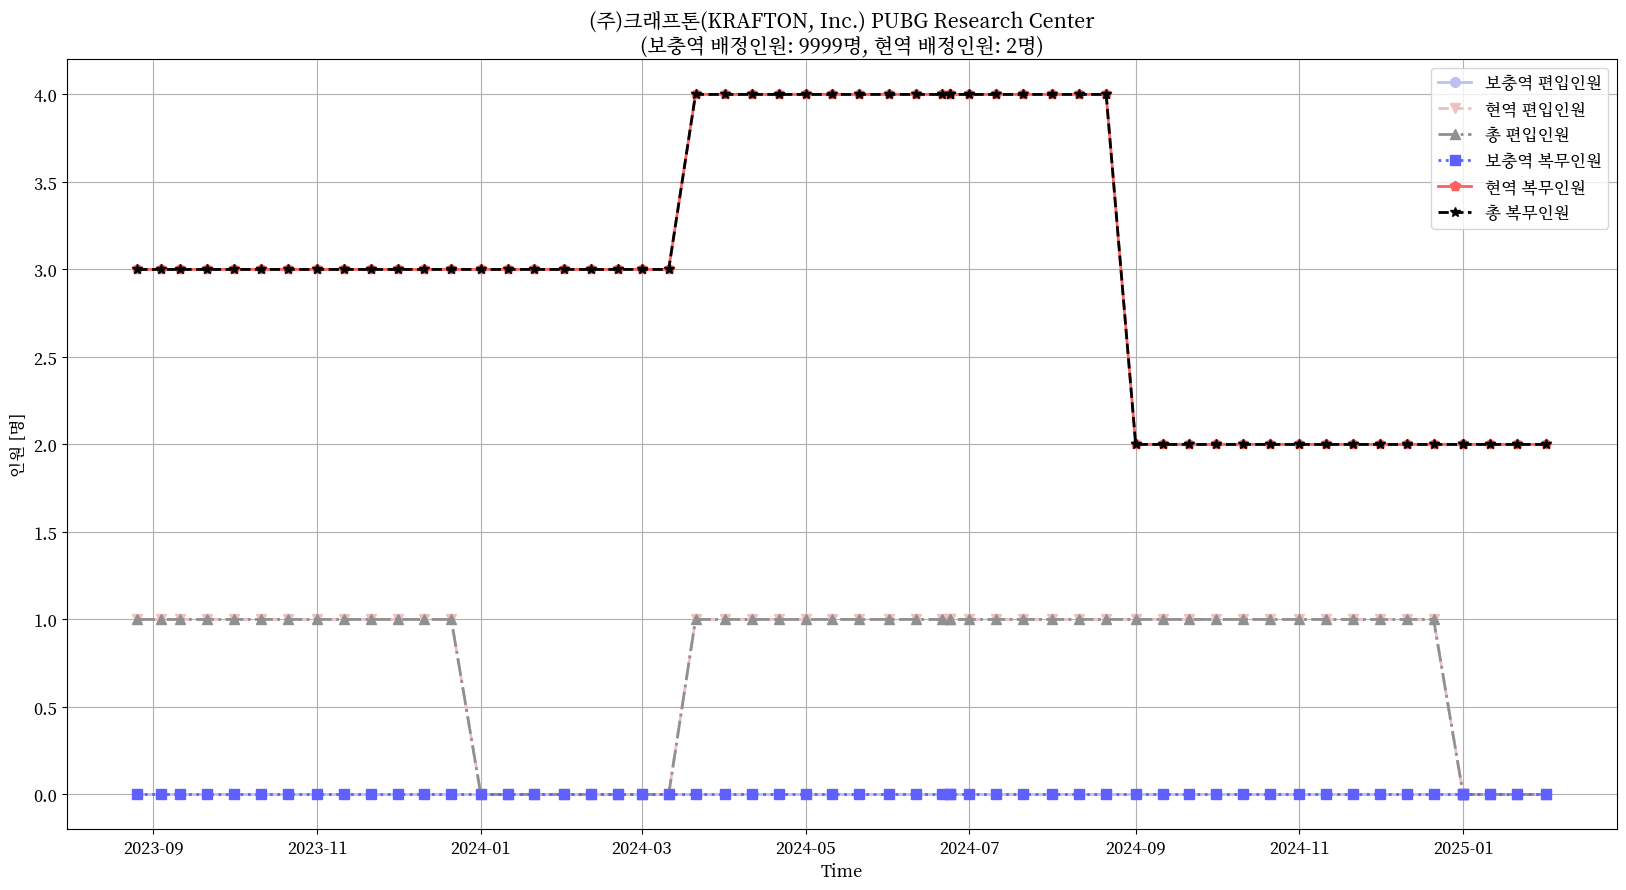 (주)크래프톤(KRAFTON, Inc.) PUBG Research Center
(보충역 배정인원: 9999명, 현역 배정인원: 2명)
보충역 편입인원
현역 편입인원
총 편입인원
보충역 복무인원
현역 복무인원
총 복무인원
인원 [명]
4.0
3.5
3.0
2.5
2.0
1.5
1.0
0.5
0.0
2023-09
2023-11
2024-01
2024-03
2024-05
2024-07
2024-09
2024-11
2025-01
Time